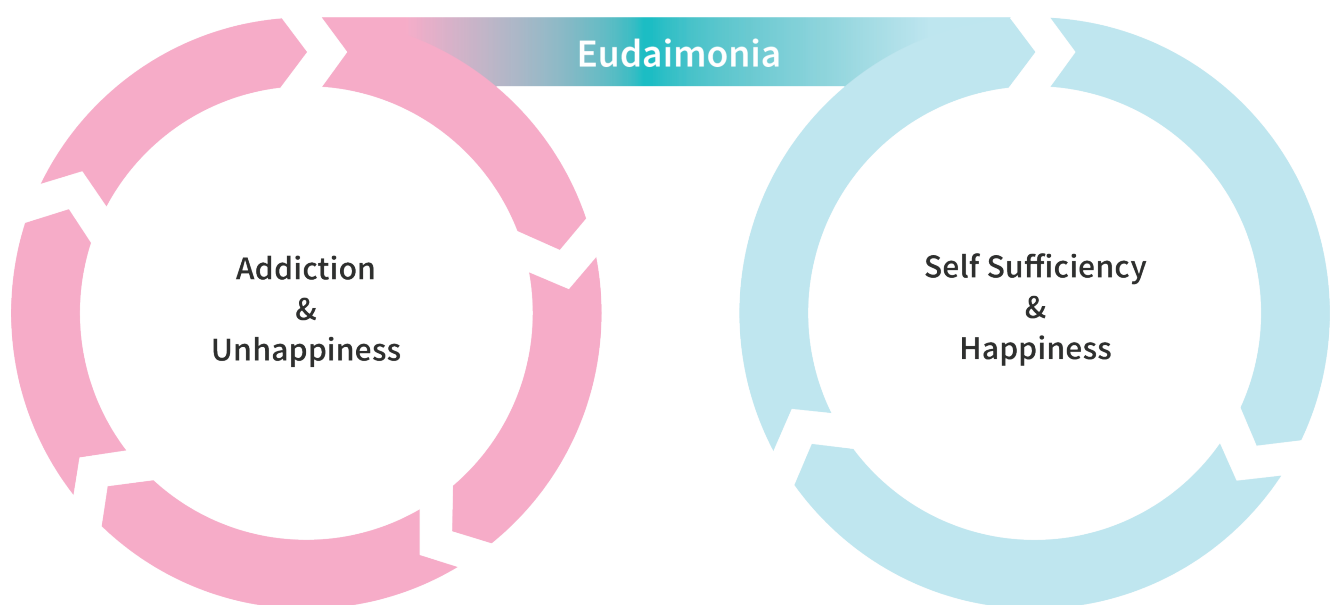 Eudaimonia
Addiction
&
Unhappiness
Self Sufficiency
&
Happiness